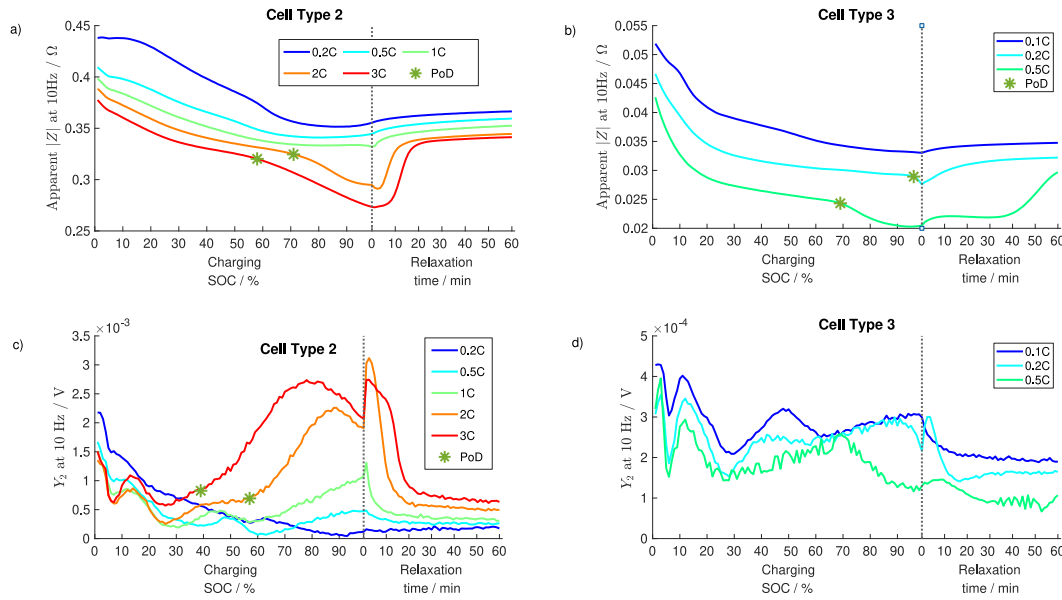 Cell Type 2
a)
Apparent |Z| at 10Hz / Ω
0.45
0.4
0.35
0.3
0.25
0.2C 0.5C 1C
2C 3C PoD
0 10 20 30 40 50 60 70 80 90 0 10 20 30 40 50 60
Charging Relaxation
SOC / % time / min
Cell Type 3
b)
Apparent |Z| at 10Hz / Ω
0.055
0.05
0.045
0.04
0.035
0.03
0.025
0.02
0.1C
0.2C
0.5C
PoD
0 10 20 30 40 50 60 70 80 90 0 10 20 30 40 50 60
Charging Relaxation
SOC / % time / min
c)
×10⁻³
Cell Type 2
Y₂ at 10 Hz / V
3.5
3
2.5
2
1.5
1
0.5
0
0.2C
0.5C
1C
2C
3C
PoD
0 10 20 30 40 50 60 70 80 90 0 10 20 30 40 50 60
Charging Relaxation
SOC / % time / min
d)
×10⁻⁴
Cell Type 3
Y₂ at 10 Hz / V
5
4
3
2
1
0
0.1C
0.2C
0.5C
0 10 20 30 40 50 60 70 80 90 0 10 20 30 40 50 60
Charging Relaxation
SOC / % time / min